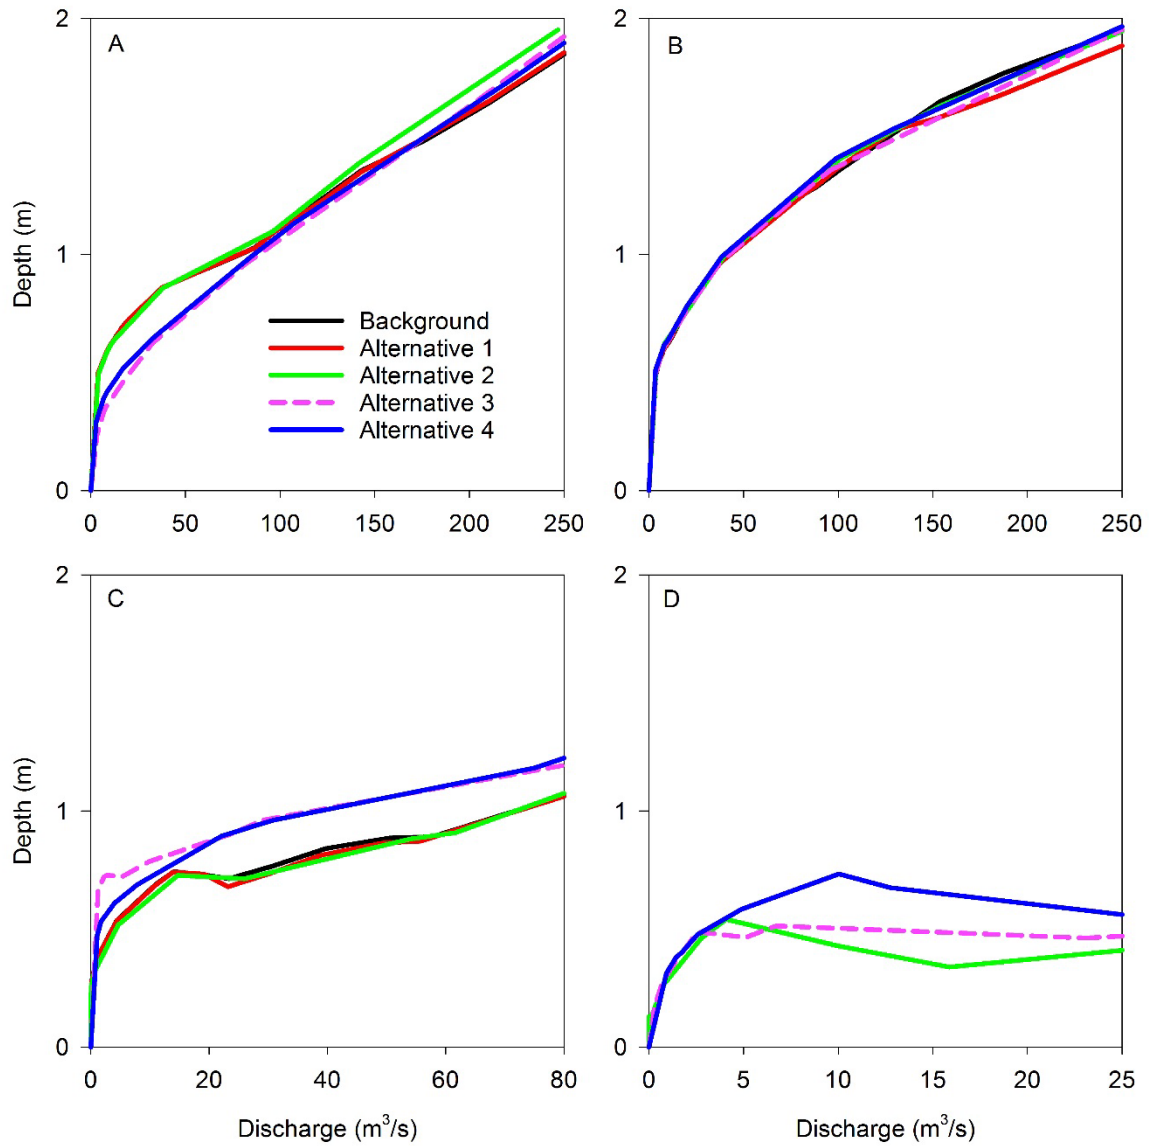 2
A
1
Depth (m)
Background
Alternative 1
Alternative 2
Alternative 3
Alternative 4
0
0 50 100 150 200 250
2
B
1
0
0 50 100 150 200 250
2
C
1
Depth (m)
0
0 20 40 60 80
Discharge (m³/s)
2
D
1
0
0 5 10 15 20 25
Discharge (m³/s)